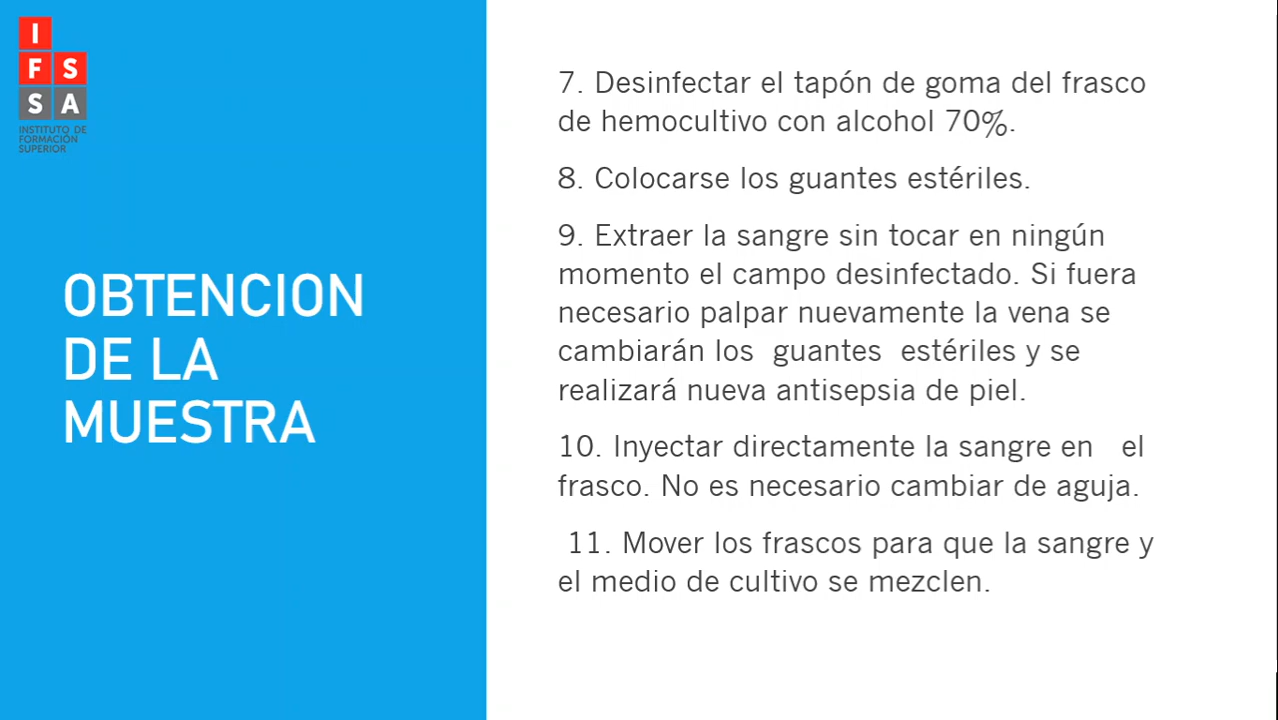 I
F S
S A
INSTITUTO DE
FORMACIÓN
SUPERIOR
OBTENCION
DE LA
MUESTRA
7. Desinfectar el tapón de goma del frasco
de hemocultivo con alcohol 70%.
8. Colocarse los guantes estériles.
9. Extraer la sangre sin tocar en ningún
momento el campo desinfectado. Si fuera
necesario palpar nuevamente la vena se
cambiarán los guantes estériles y se
realizará nueva antisepsia de piel.
10. Inyectar directamente la sangre en el
frasco. No es necesario cambiar de aguja.
11. Mover los frascos para que la sangre y
el medio de cultivo se mezclen.